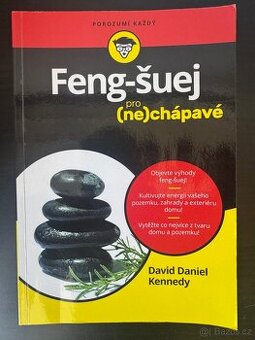 POROZUMÍ KAŽDÝ
Feng-šuej
pro
(ne)chápavé
Objevte výhody
feng-šuej!
Kultivujte energii vašeho
pozemku, zahrady a exteriéru
domu!
Vytěžte co nejvíce z tvaru
domu a pozemku!
David Daniel
Kennedy
Bazoš.cz